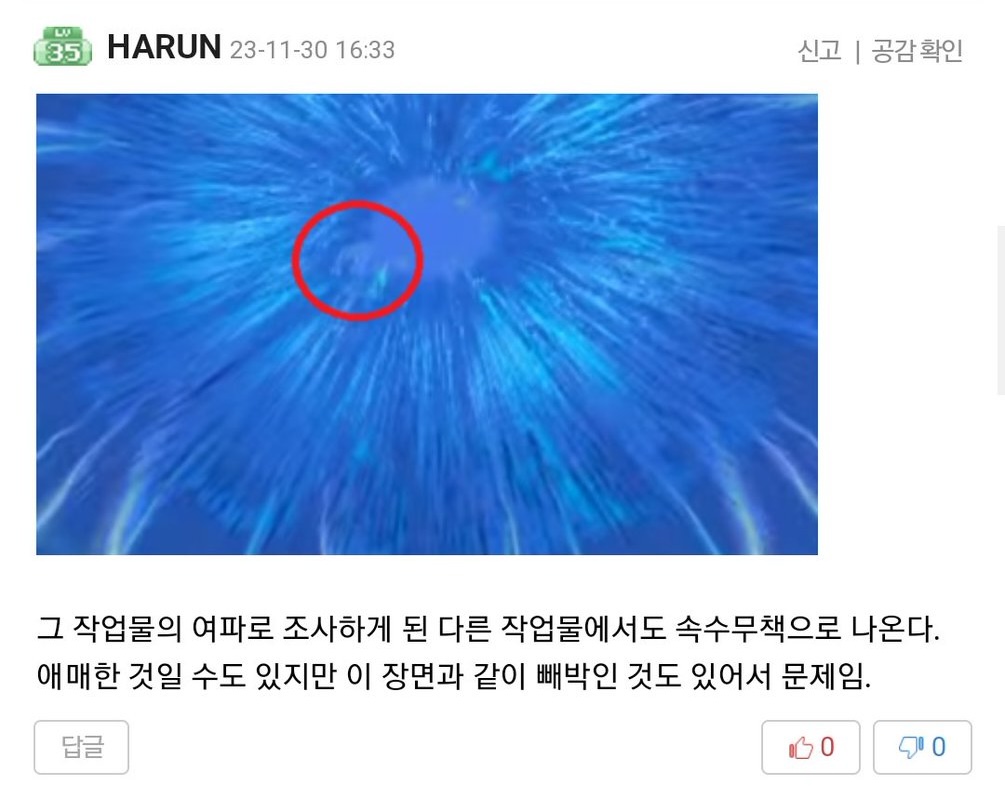 LV
35
HARUN 23-11-30 16:33
신고 | 공감 확인
그 작업물의 여파로 조사하게 된 다른 작업물에서도 속수무책으로 나온다.
애매한 것일 수도 있지만 이 장면과 같이 빼박인 것도 있어서 문제임.
답글
0
0